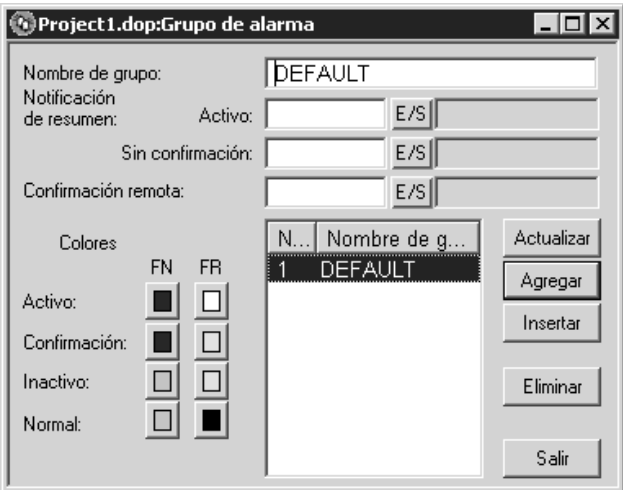 Project1.dop:Grupo de alarma
Nombre de grupo: DEFAULT
Notificación
de resumen: Activo: E/S
Sin confirmación: E/S
Confirmación remota: E/S
Colores
FN FR
Activo:
Confirmación:
Inactivo:
Normal:
N... Nombre de g...
1 DEFAULT
Actualizar
Agregar
Insertar
Eliminar
Salir